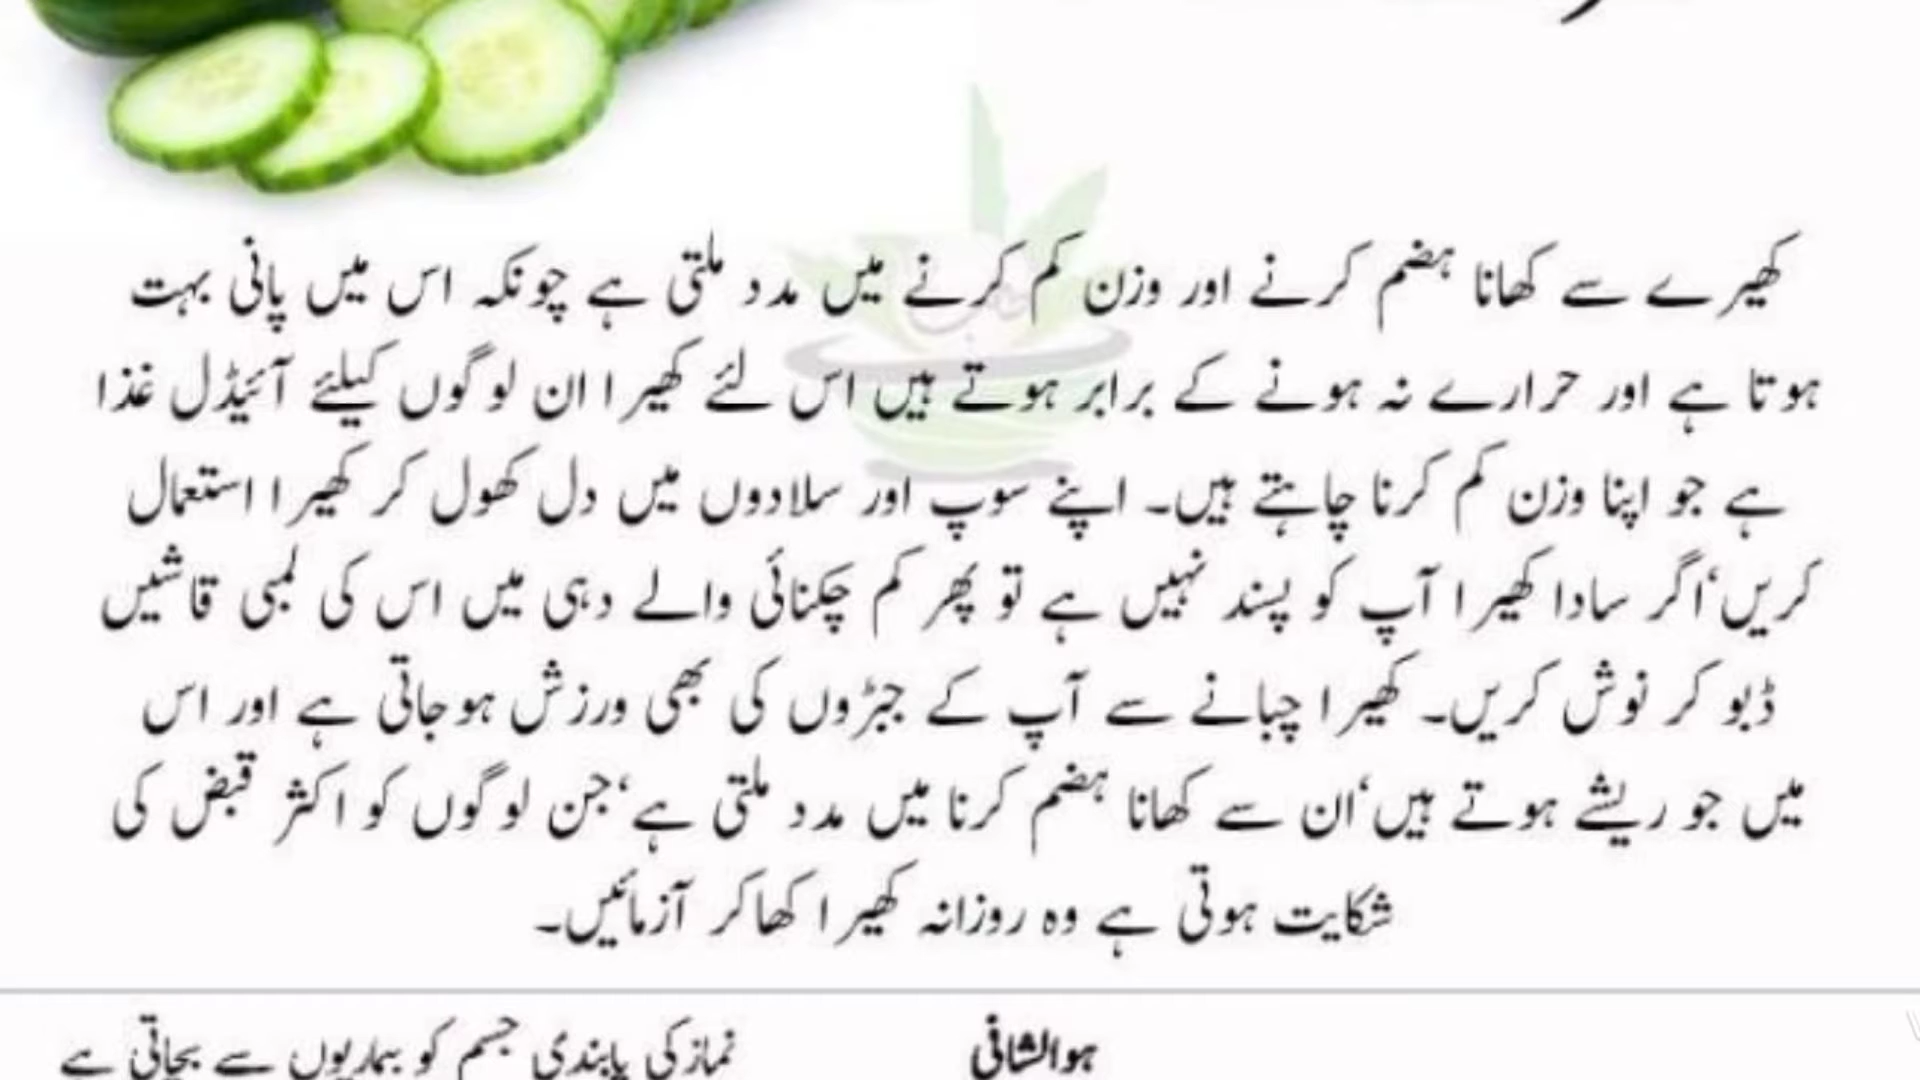 کھیرے سے کھانا ہضم کرنے اور وزن کم کرنے میں مدد ملتی ہے چونکہ اس میں پانی بہت
ہوتا ہے اور حرارے نہ ہونے کے برابر ہوتے ہیں اس لئے کھیرا ان لوگوں کیلئے آئیڈل غذا
ہے جو اپنا وزن کم کرنا چاہتے ہیں۔ اپنے سوپ اور سلادوں میں دل کھول کر کھیرا استعمال
کریں‘اگر سادا کھیرا آپ کو پسند نہیں ہے تو پھر کم چکنائی والے دہی میں اس کی لمبی قاشیں
ڈبو کر نوش کریں۔ کھیرا چبانے سے آپ کے جبڑوں کی بھی ورزش ہوجاتی ہے اور اس
میں جو ریشے ہوتے ہیں‘ان سے کھانا ہضم کرنا میں مدد ملتی ہے‘جن لوگوں کو اکثر قبض کی
شکایت ہوتی ہے وہ روزانہ کھیرا کھاکر آزمائیں۔
ھوالشافی
نماز کی پابندی جسم کو بیماریوں سے بچاتی ہے